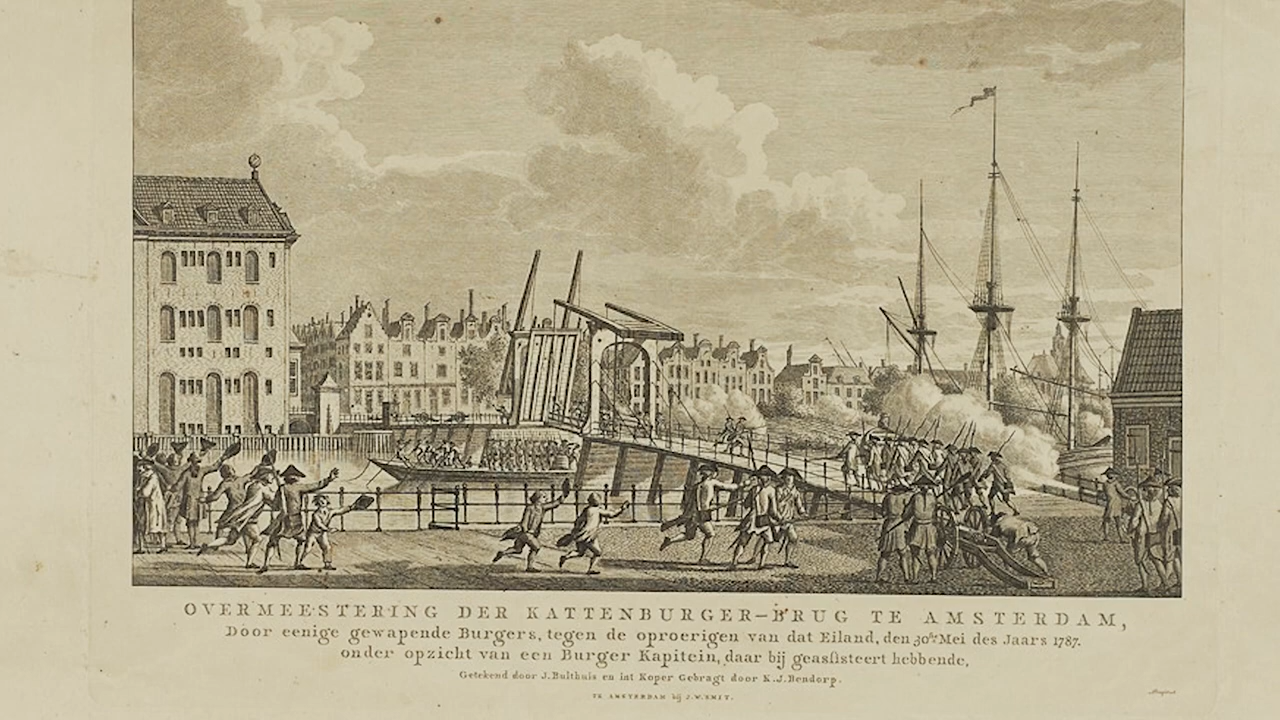 OVERMEESTERING DER KATTENBURGER-BRUG TE AMSTERDAM,
Door eenige gewapende Burgers, tegen de oproerigen van dat Eiland, den 30ste Mei des Jaars 1787.
onder opzicht van een Burger Kapitein, daar bij geassisteert hebbende,
Getekend door J. Bulthuis en int Koper Gebragt door K.J. Bendorp.
TE AMSTERDAM bij J.W. SMIT.